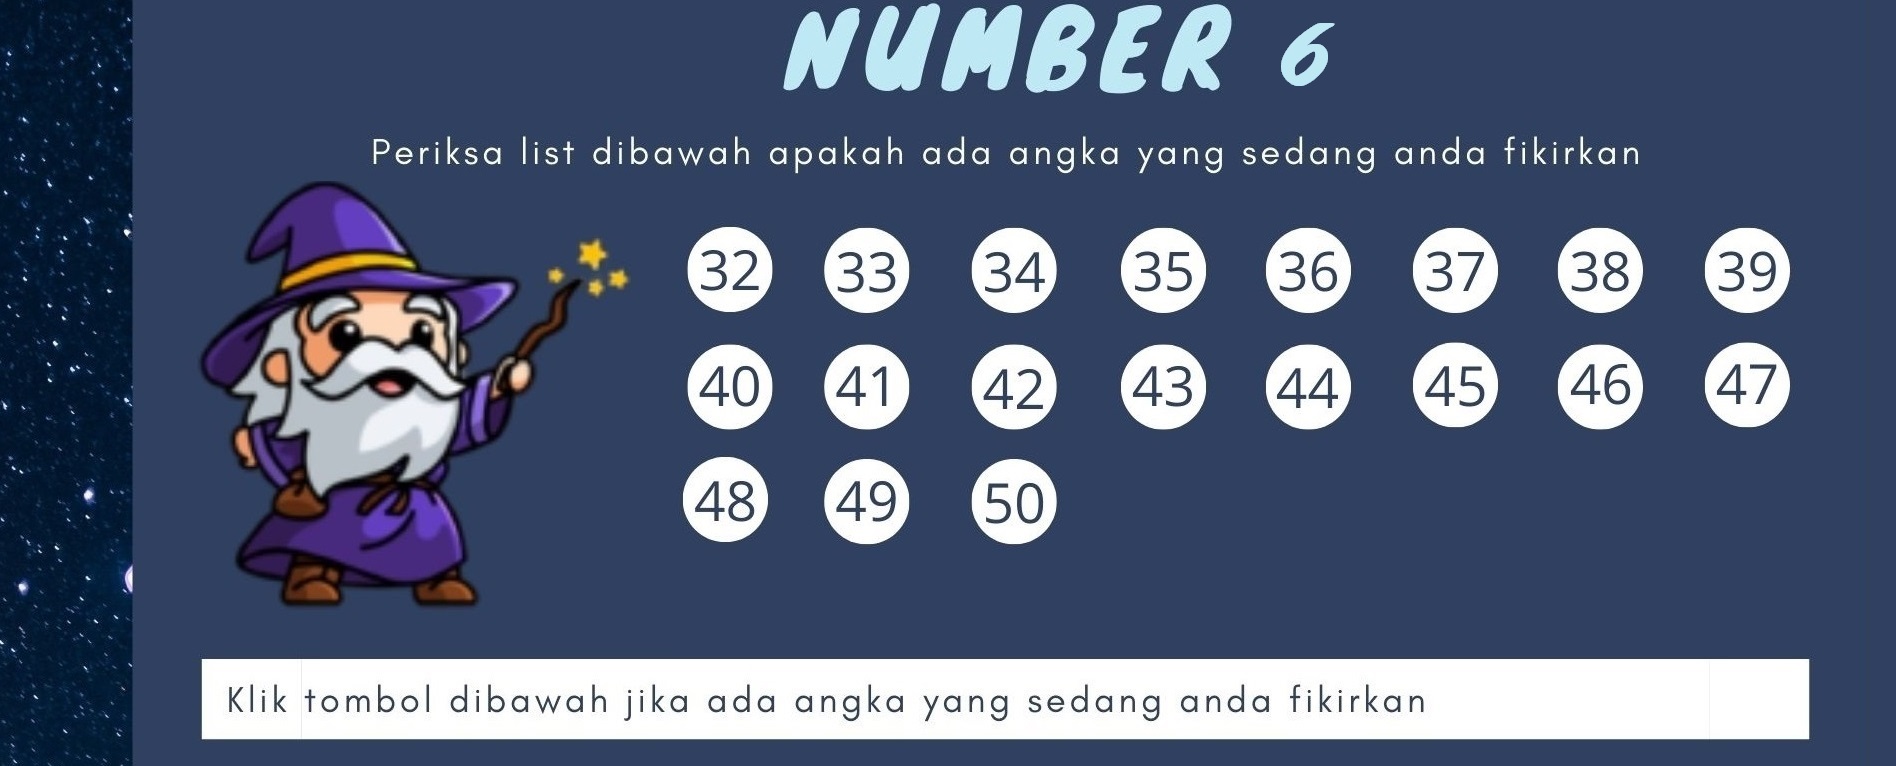 NUMBER 6
Periksa list dibawah apakah ada angka yang sedang anda fikirkan
32 33 34 35 36 37 38 39
40 41 42 43 44 45 46 47
48 49 50
Klik tombol dibawah jika ada angka yang sedang anda fikirkan